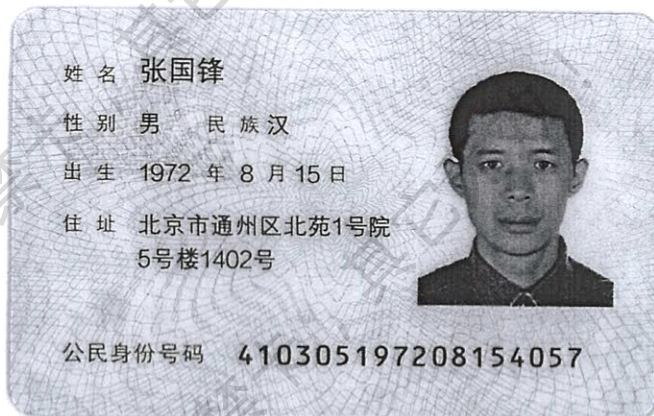 姓名 张国锋
性别 男 民族 汉
出生 1972 年 8 月 15 日
住址 北京市通州区北苑1号院
5号楼1402号
公民身份号码 410305197208154057